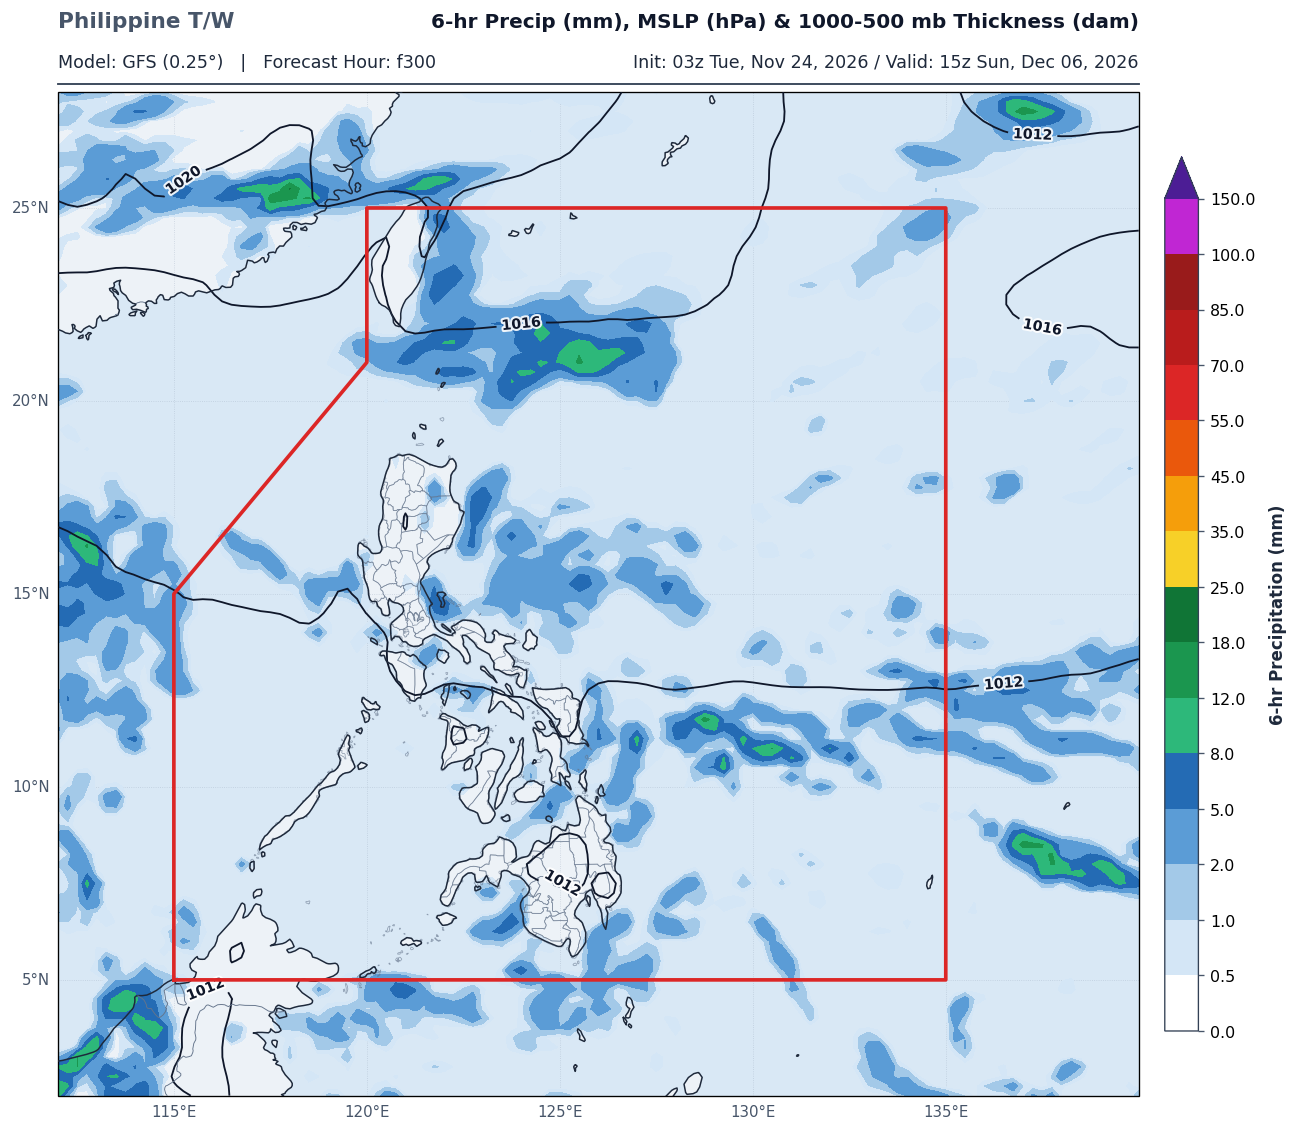 Philippine T/W
6-hr Precip (mm), MSLP (hPa) & 1000-500 mb Thickness (dam)
Model: GFS (0.25°) | Forecast Hour: f300
Init: 03z Tue, Nov 24, 2026 / Valid: 15z Sun, Dec 06, 2026
1012
1020
1016
1016
1012
1012
1012
25°N
20°N
15°N
10°N
5°N
115°E
120°E
125°E
130°E
135°E
150.0
100.0
85.0
70.0
55.0
45.0
35.0
25.0
18.0
12.0
8.0
5.0
2.0
1.0
0.5
0.0
6-hr Precipitation (mm)